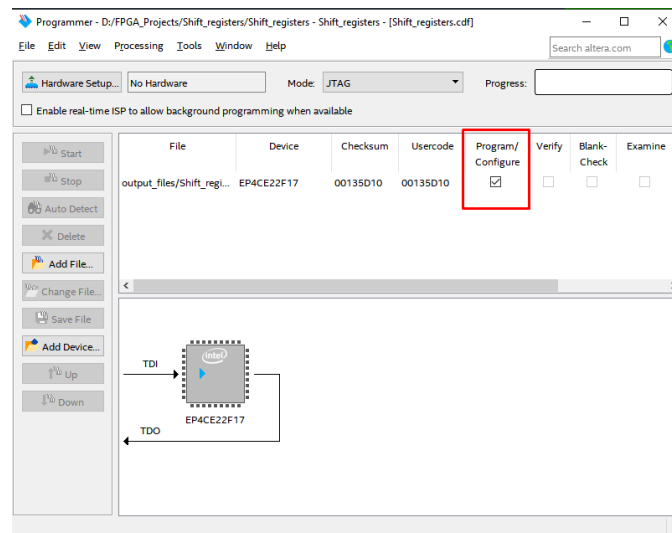 Programmer - D:/FPGA_Projects/Shift_registers/Shift_registers - Shift_registers - [Shift_registers.cdf]
File Edit View Processing Tools Window Help
Search altera.com
Hardware Setup... No Hardware Mode: JTAG Progress:
Enable real-time ISP to allow background programming when available
File Device Checksum Usercode Program/ Verify Blank- Examine
Configure Check
output_files/Shift_regi... EP4CE22F17 00135D10 00135D10
Start
Stop
Auto Detect
Delete
Add File...
Change File...
Save File
Add Device...
Up
Down
intel
TDI
EP4CE22F17
TDO